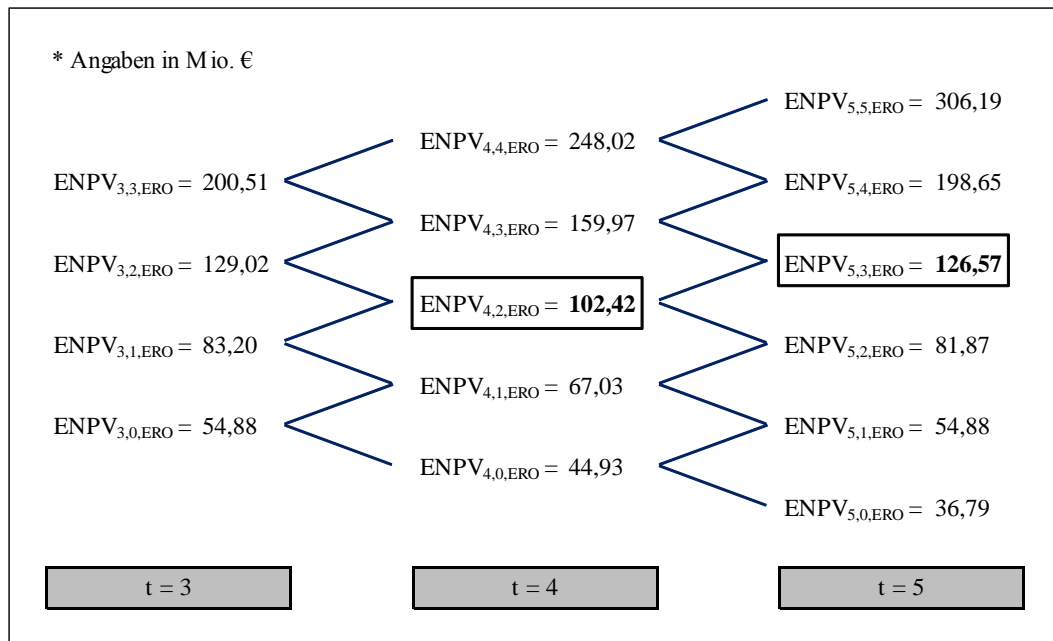 * Angaben in Mio. €
ENPV3,3,ERO = 200,51
ENPV3,2,ERO = 129,02
ENPV3,1,ERO = 83,20
ENPV3,0,ERO = 54,88
ENPV4,4,ERO = 248,02
ENPV4,3,ERO = 159,97
ENPV4,2,ERO = 102,42
ENPV4,1,ERO = 67,03
ENPV4,0,ERO = 44,93
ENPV5,5,ERO = 306,19
ENPV5,4,ERO = 198,65
ENPV5,3,ERO = 126,57
ENPV5,2,ERO = 81,87
ENPV5,1,ERO = 54,88
ENPV5,0,ERO = 36,79
t = 3
t = 4
t = 5